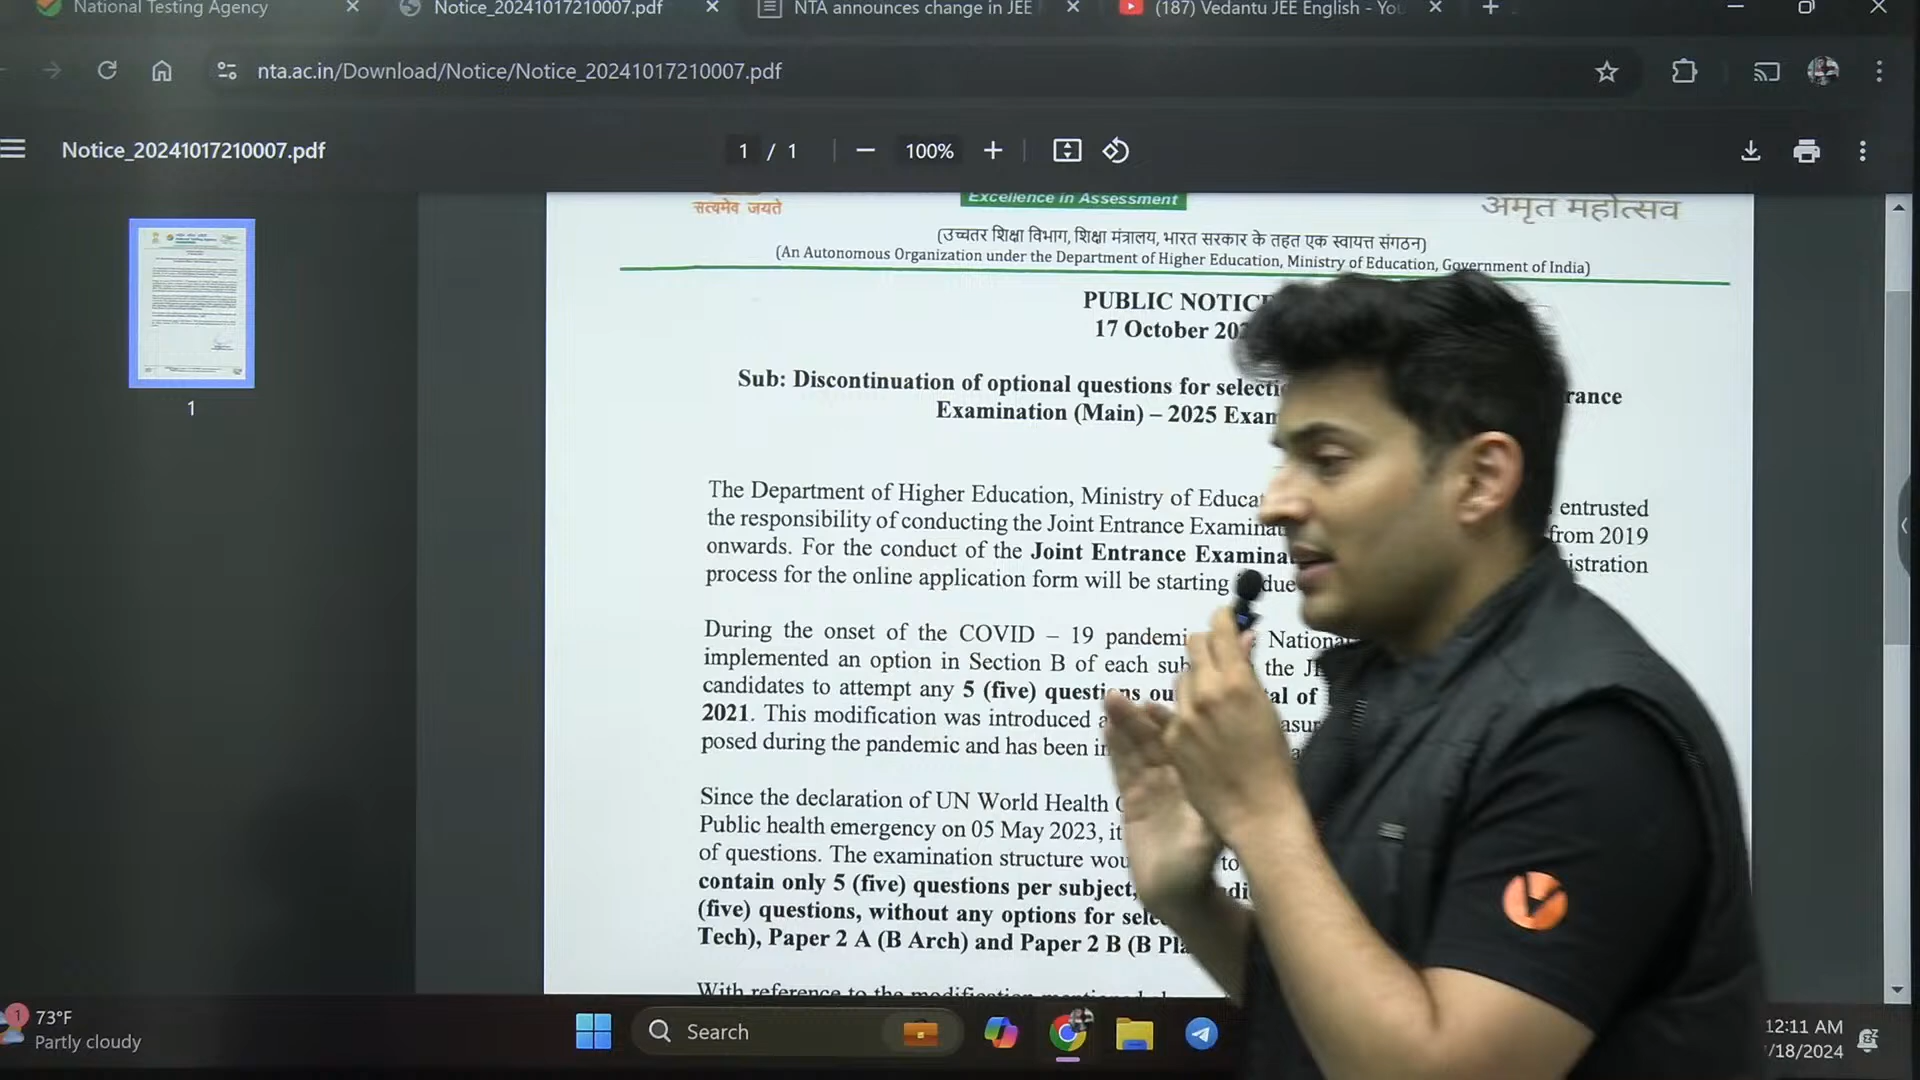 National Testing Agency
Notice_20241017210007.pdf
NTA announces change in JEE
(187) Vedantu JEE English - You
nta.ac.in/Download/Notice/Notice_20241017210007.pdf
Notice_20241017210007.pdf
1 / 1
100%
1
सत्यमेव जयते
Excellence in Assessment
अमृत महोत्सव
(उच्चतर शिक्षा विभाग, शिक्षा मंत्रालय, भारत सरकार के तहत एक स्वायत्त संगठन)
(An Autonomous Organization under the Department of Higher Education, Ministry of Education, Government of India)
PUBLIC NOTICE
17 October 202
Sub: Discontinuation of optional questions for selecti rance
Examination (Main) – 2025 Exam
The Department of Higher Education, Ministry of Educa entrusted
the responsibility of conducting the Joint Entrance Examinat from 2019
onwards. For the conduct of the Joint Entrance Examina istration
process for the online application form will be starting due
During the onset of the COVID – 19 pandemi National
implemented an option in Section B of each sub the JE
candidates to attempt any 5 (five) questions ou al of
2021. This modification was introduced a asur
posed during the pandemic and has been in
Since the declaration of UN World Health
Public health emergency on 05 May 2023, it
of questions. The examination structure wou to
contain only 5 (five) questions per subject, ndi
(five) questions, without any options for sele
Tech), Paper 2 A (B Arch) and Paper 2 B (B Pla
With reference to the modification mentioned
1
73°F
Partly cloudy
Search
12:11 AM
/18/2024